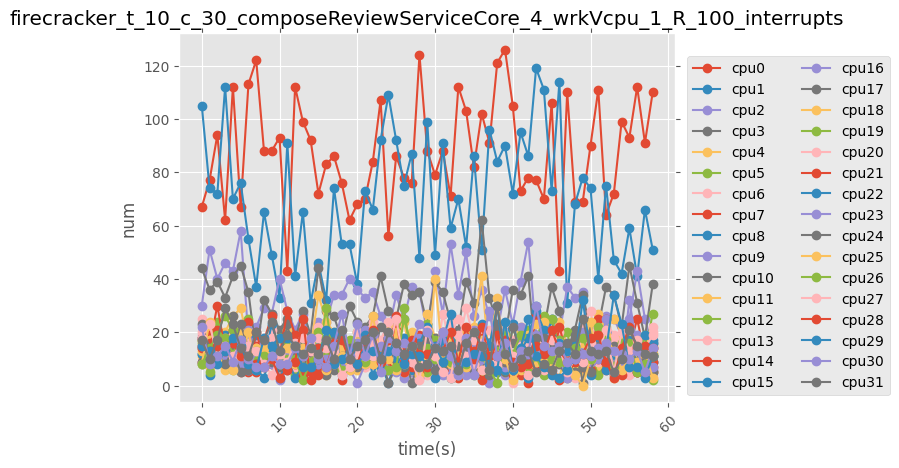 firecracker_t_10_c_30_composeReviewServiceCore_4_wrkVcpu_1_R_100_interrupts
120
100
80
60
40
20
0
num
0
10
20
30
40
50
60
time(s)
cpu0
cpu1
cpu2
cpu3
cpu4
cpu5
cpu6
cpu7
cpu8
cpu9
cpu10
cpu11
cpu12
cpu13
cpu14
cpu15
cpu16
cpu17
cpu18
cpu19
cpu20
cpu21
cpu22
cpu23
cpu24
cpu25
cpu26
cpu27
cpu28
cpu29
cpu30
cpu31